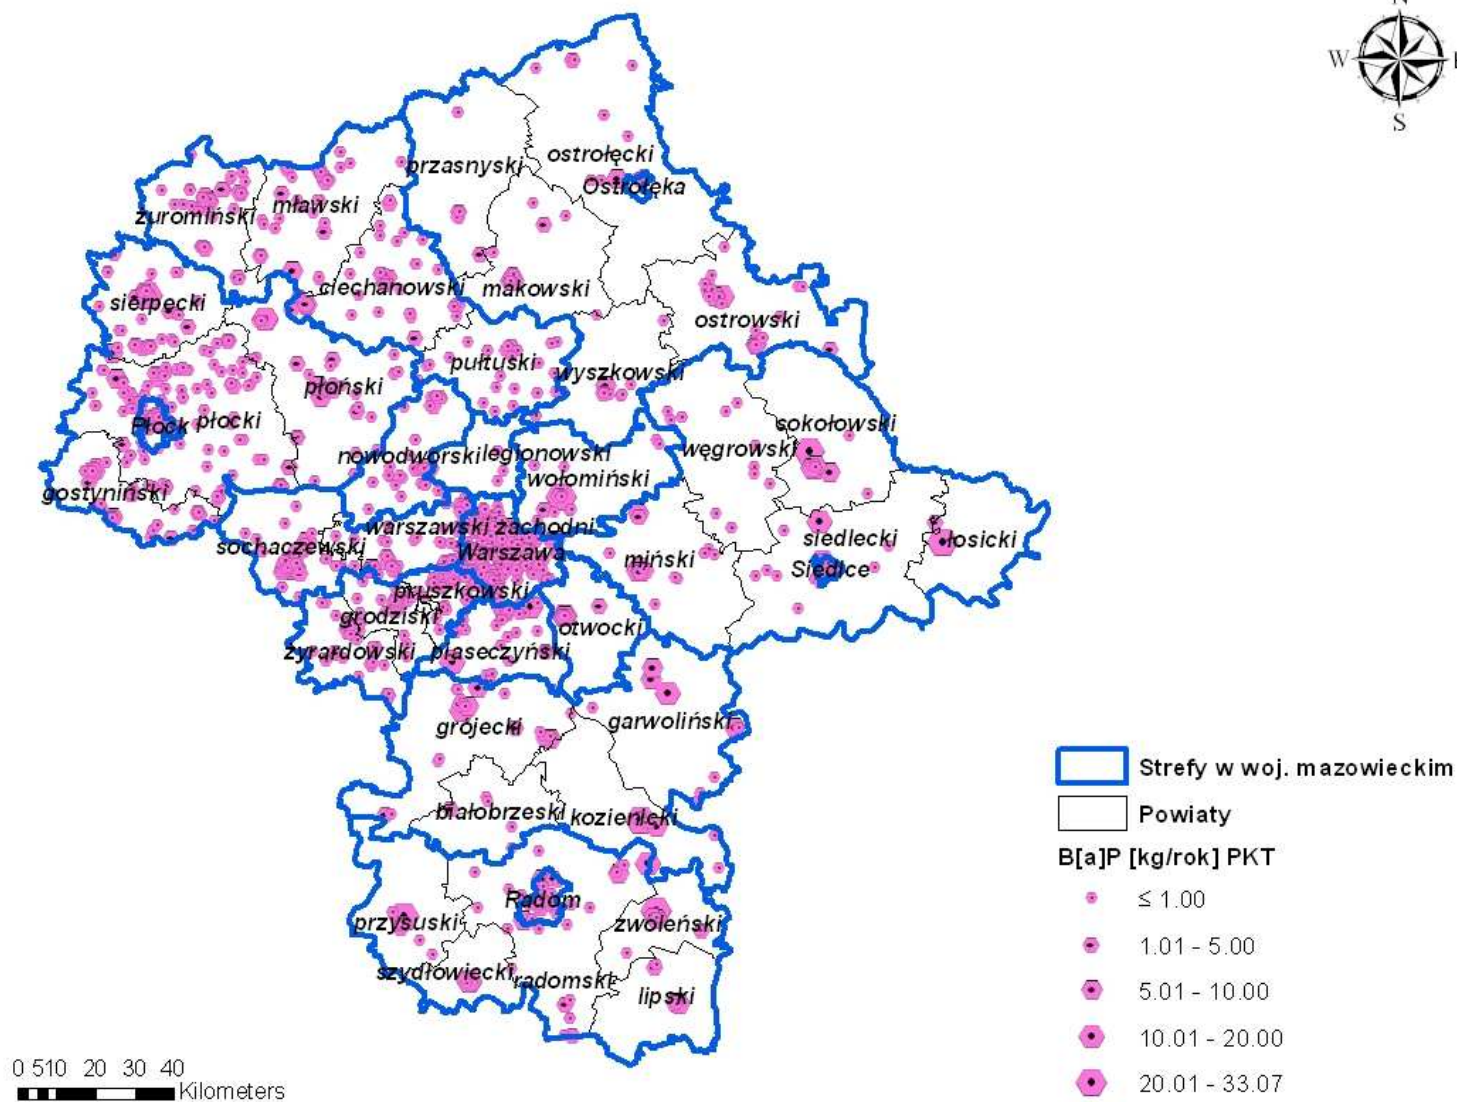 N
W
E
S
ostrołęcki
przasnyski
Ostrołęka
mławski
żuromiński
ciechanowski
makowski
sierpecki
ostrowski
pułtuski
wyszkowski
płoński
Płock płocki
sokołowski
węgrowski
nowodworski legionowski
wołomiński
gostyniński
warszawski zachodni
siedlecki
łosicki
sochaczewski
Warszawa
miński
Siedlce
pruszkowski
grodziski
otwocki
żyrardowski
piaseczyński
garwoliński
grójecki
białobrzeski
kozienicki
Radom
przysuski
zwoleński
szydłowiecki
radomski
lipski
Strefy w woj. mazowieckim
Powiaty
B[a]P [kg/rok] PKT
≤ 1.00
1.01 - 5.00
5.01 - 10.00
10.01 - 20.00
20.01 - 33.07
0 510 20 30 40
Kilometers